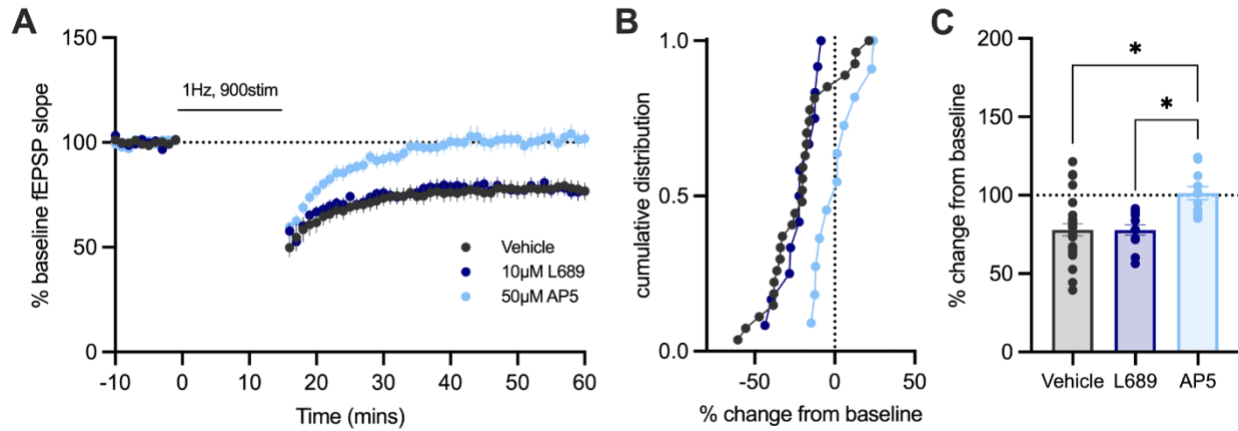 A
150
100
50
0
% baseline fEPSP slope
1Hz, 900stim
Vehicle
10µM L689
50µM AP5
-10 0 10 20 30 40 50 60
Time (mins)
B
1.0
0.5
0.0
cumulative distribution
-50 0 50
% change from baseline
C
200
150
100
50
0
% change from baseline
*
*
Vehicle L689 AP5